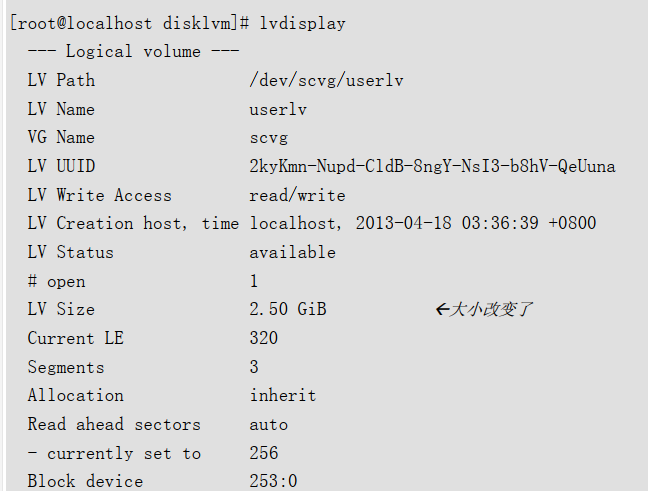 [root@localhost disklvm]# lvdisplay
--- Logical volume ---
LV Path /dev/scvg/userlv
LV Name userlv
VG Name scvg
LV UUID 2kyKmn-Nupd-CldB-8ngY-NsI3-b8hV-QeUuna
LV Write Access read/write
LV Creation host, time localhost, 2013-04-18 03:36:39 +0800
LV Status available
# open 1
LV Size 2.50 GiB ←大小改变了
Current LE 320
Segments 3
Allocation inherit
Read ahead sectors auto
- currently set to 256
Block device 253:0